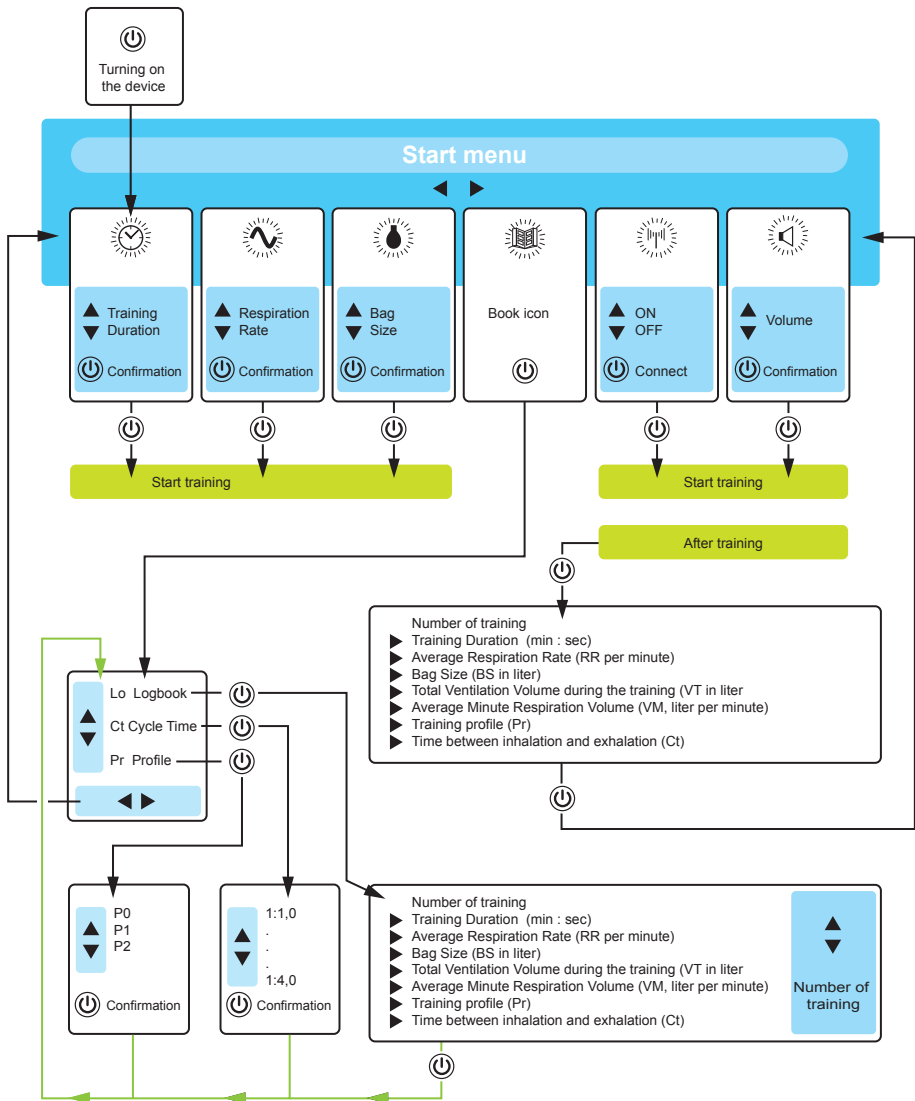 Turning on
the device
Start menu
Training
Duration
Confirmation
Respiration
Rate
Confirmation
Bag
Size
Confirmation
Book icon
ON
OFF
Connect
Volume
Confirmation
Start training
Start training
After training
Number of training
Training Duration (min : sec)
Average Respiration Rate (RR per minute)
Bag Size (BS in liter)
Total Ventilation Volume during the training (VT in liter
Average Minute Respiration Volume (VM, liter per minute)
Training profile (Pr)
Time between inhalation and exhalation (Ct)
Lo Logbook
Ct Cycle Time
Pr Profile
P0
P1
P2
Confirmation
1:1,0
.
.
.
1:4,0
Confirmation
Number of training
Training Duration (min : sec)
Average Respiration Rate (RR per minute)
Bag Size (BS in liter)
Total Ventilation Volume during the training (VT in liter
Average Minute Respiration Volume (VM, liter per minute)
Training profile (Pr)
Time between inhalation and exhalation (Ct)
Number of
training